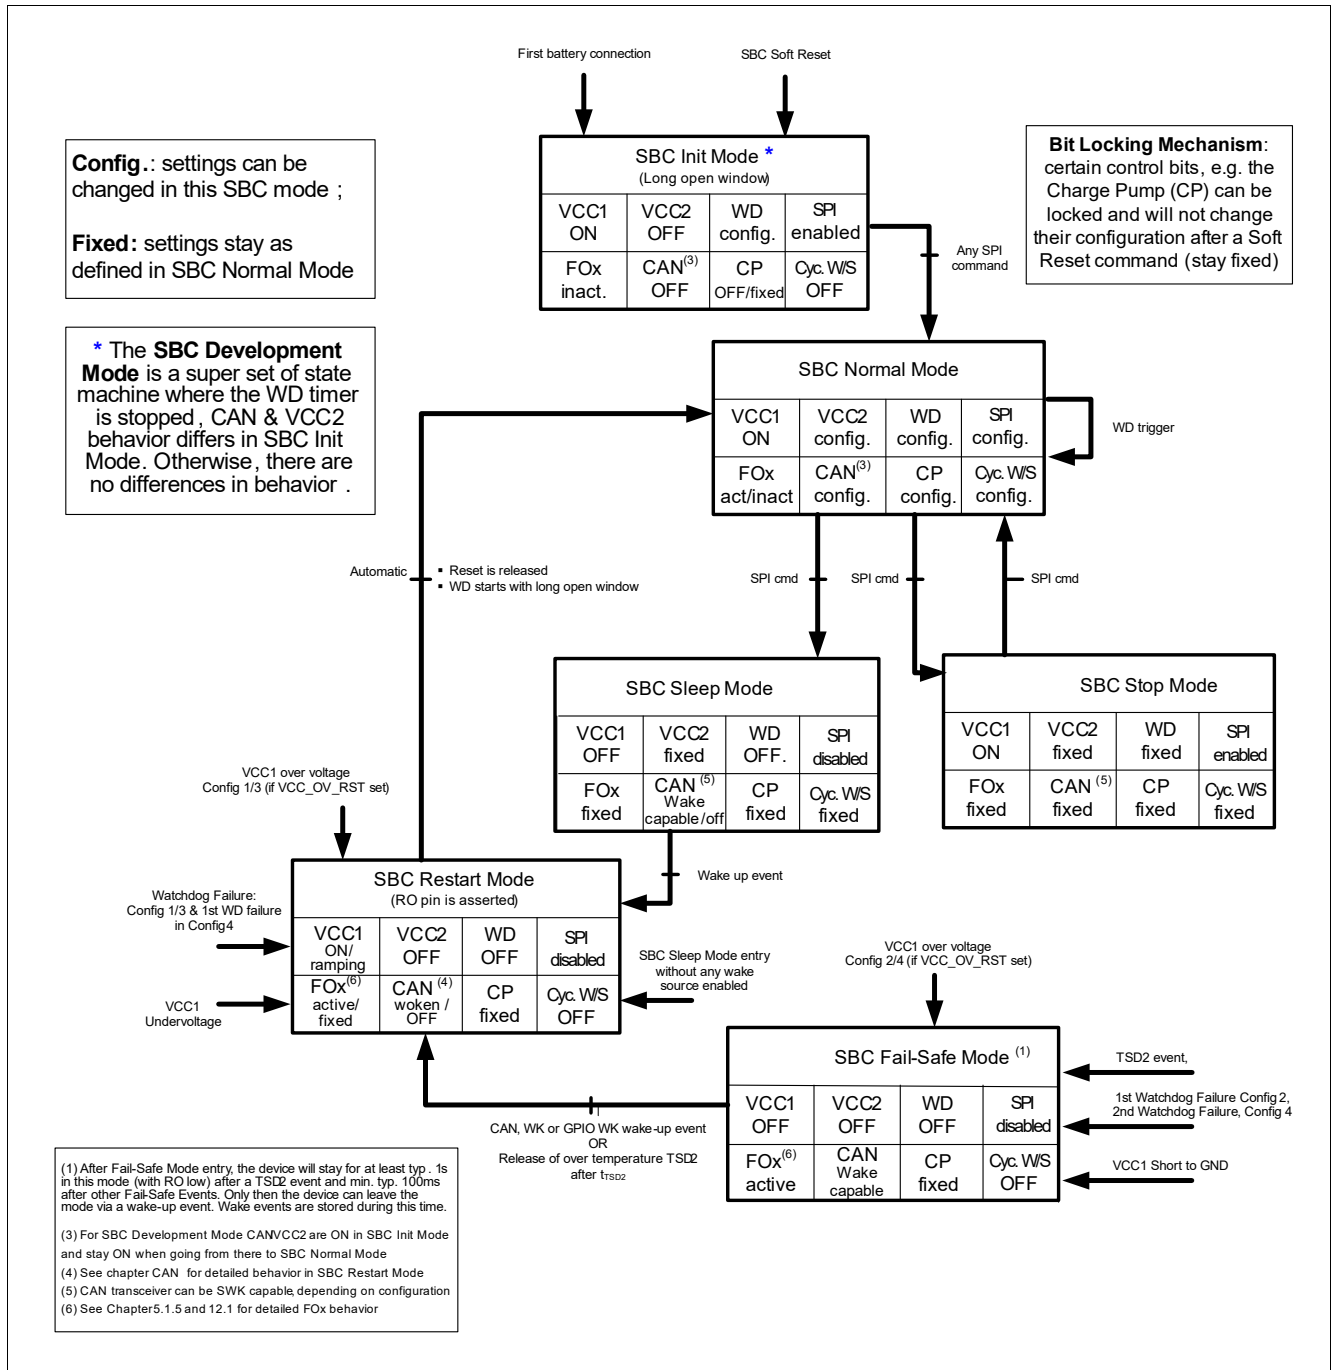 First battery connection
SBC Soft Reset
Config.: settings can be
changed in this SBC mode ;
Fixed: settings stay as
defined in SBC Normal Mode
SBC Init Mode *
(Long open window)
VCC1 VCC2 WD SPI
ON OFF config. enabled
FOx CAN(3) CP Cyc. W/S
inact. OFF OFF/fixed OFF
Bit Locking Mechanism:
certain control bits, e.g. the
Charge Pump (CP) can be
locked and will not change
their configuration after a Soft
Reset command (stay fixed)
Any SPI
command
* The SBC Development
Mode is a super set of state
machine where the WD timer
is stopped , CAN & VCC2
behavior differs in SBC Init
Mode. Otherwise , there are
no differences in behavior .
SBC Normal Mode
VCC1 VCC2 WD SPI
ON config. config. config.
FOx CAN(3) CP Cyc. W/S
act/inact config. config. config.
WD trigger
Automatic
▪ Reset is released
▪ WD starts with long open window
SPI cmd
SPI cmd
SPI cmd
SBC Sleep Mode
VCC1 VCC2 WD SPI
OFF fixed OFF. disabled
FOx CAN (5) CP Cyc. W/S
fixed Wake capable/off fixed fixed
SBC Stop Mode
VCC1 VCC2 WD SPI
ON fixed fixed enabled
FOx CAN (5) CP Cyc. W/S
fixed fixed fixed fixed
VCC1 over voltage
Config 1/3 (if VCC_OV_RST set)
Wake up event
Watchdog Failure:
Config 1/3 & 1st WD failure
in Config4
VCC1
Undervoltage
SBC Restart Mode
(RO pin is asserted)
VCC1 VCC2 WD SPI
ON/ ramping OFF OFF disabled
FOx(6) CAN (4) CP Cyc. W/S
active/ fixed woken / OFF fixed OFF
SBC Sleep Mode entry
without any wake
source enabled
VCC1 over voltage
Config 2/4 (if VCC_OV_RST set)
SBC Fail-Safe Mode (1)
VCC1 VCC2 WD SPI
OFF OFF OFF disabled
FOx(6) CAN CP Cyc. W/S
active Wake capable fixed OFF
TSD2 event,
1st Watchdog Failure Config 2,
2nd Watchdog Failure, Config 4
VCC1 Short to GND
CAN, WK or GPIO WK wake-up event
OR
Release of over temperature TSD2
after tTSD2
(1) After Fail-Safe Mode entry, the device will stay for at least typ . 1s
in this mode (with RO low) after a TSD2 event and min. typ. 100ms
after other Fail-Safe Events. Only then the device can leave the
mode via a wake-up event. Wake events are stored during this time.
(3) For SBC Development Mode CAN/VCC2 are ON in SBC Init Mode
and stay ON when going from there to SBC Normal Mode
(4) See chapter CAN for detailed behavior in SBC Restart Mode
(5) CAN transceiver can be SWK capable, depending on configuration
(6) See Chapter 5.1.5 and 12.1 for detailed FOx behavior